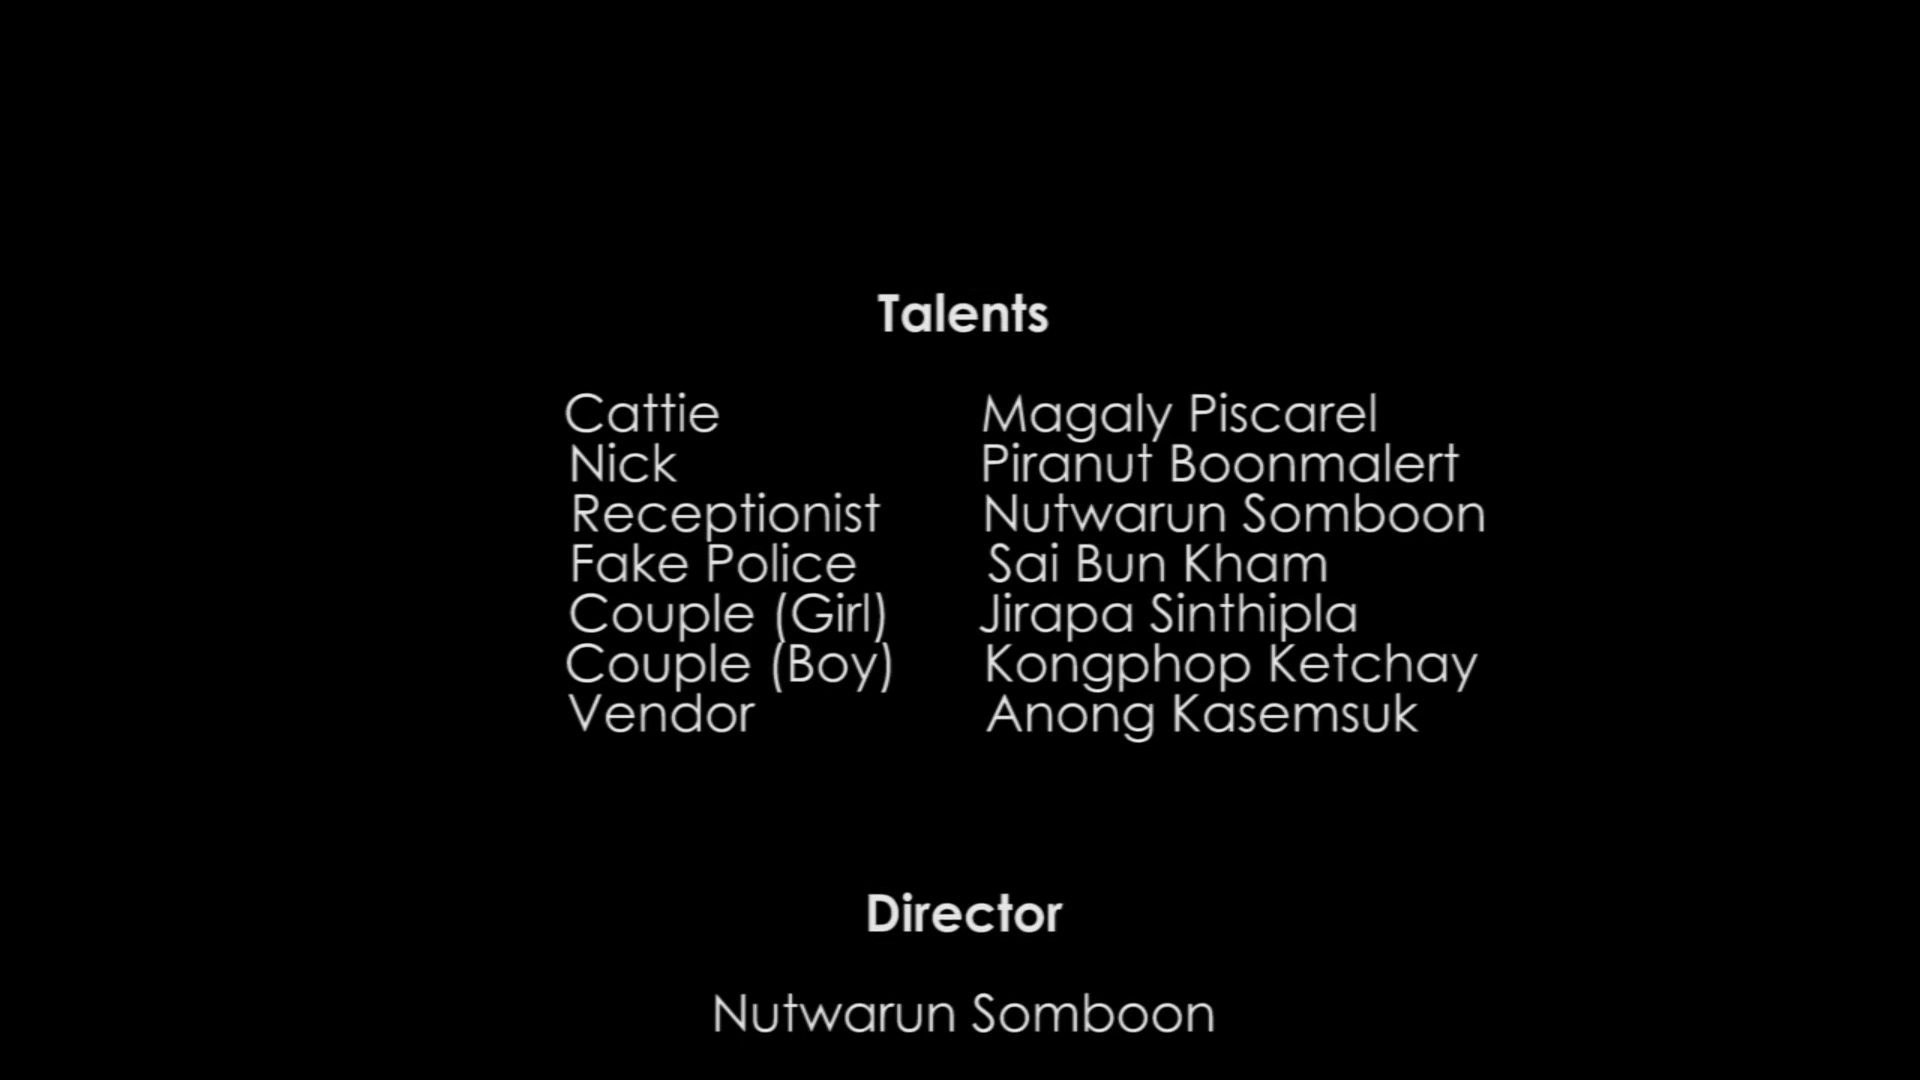 Talents
Cattie Magaly Piscarel
Nick Piranut Boonmalert
Receptionist Nutwarun Somboon
Fake Police Sai Bun Kham
Couple (Girl) Jirapa Sinthipla
Couple (Boy) Kongphop Ketchay
Vendor Anong Kasemsuk
Director
Nutwarun Somboon